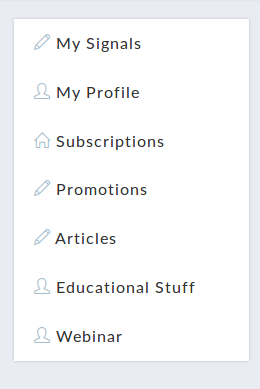 My Signals
My Profile
Subscriptions
Promotions
Articles
Educational Stuff
Webinar